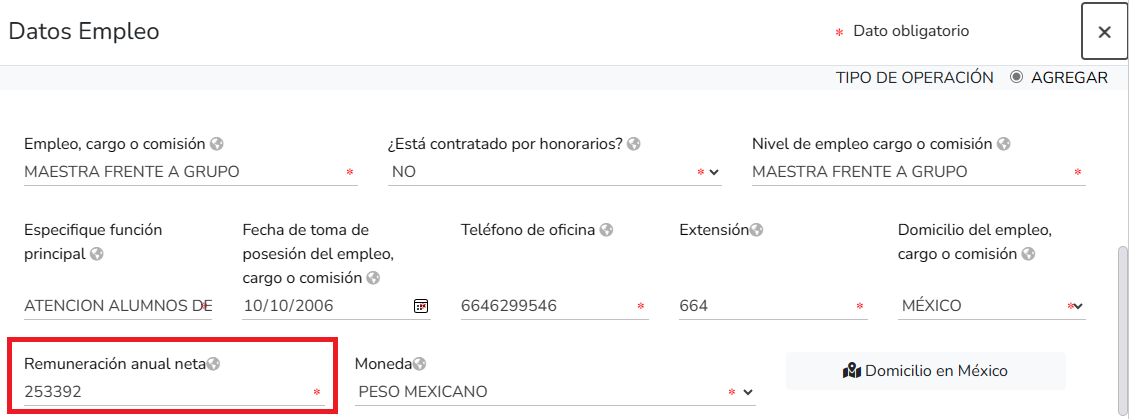 Datos Empleo
* Dato obligatorio
×
TIPO DE OPERACIÓN AGREGAR
Empleo, cargo o comisión
MAESTRA FRENTE A GRUPO *
¿Está contratado por honorarios?
NO *
Nivel de empleo cargo o comisión
MAESTRA FRENTE A GRUPO *
Especifique función
principal
ATENCION ALUMNOS DE *
Fecha de toma de
posesión del empleo,
cargo o comisión
10/10/2006
Teléfono de oficina
6646299546 *
Extensión
664 *
Domicilio del empleo,
cargo o comisión
MÉXICO *
Remuneración anual neta
253392 *
Moneda
PESO MEXICANO *
Domicilio en México